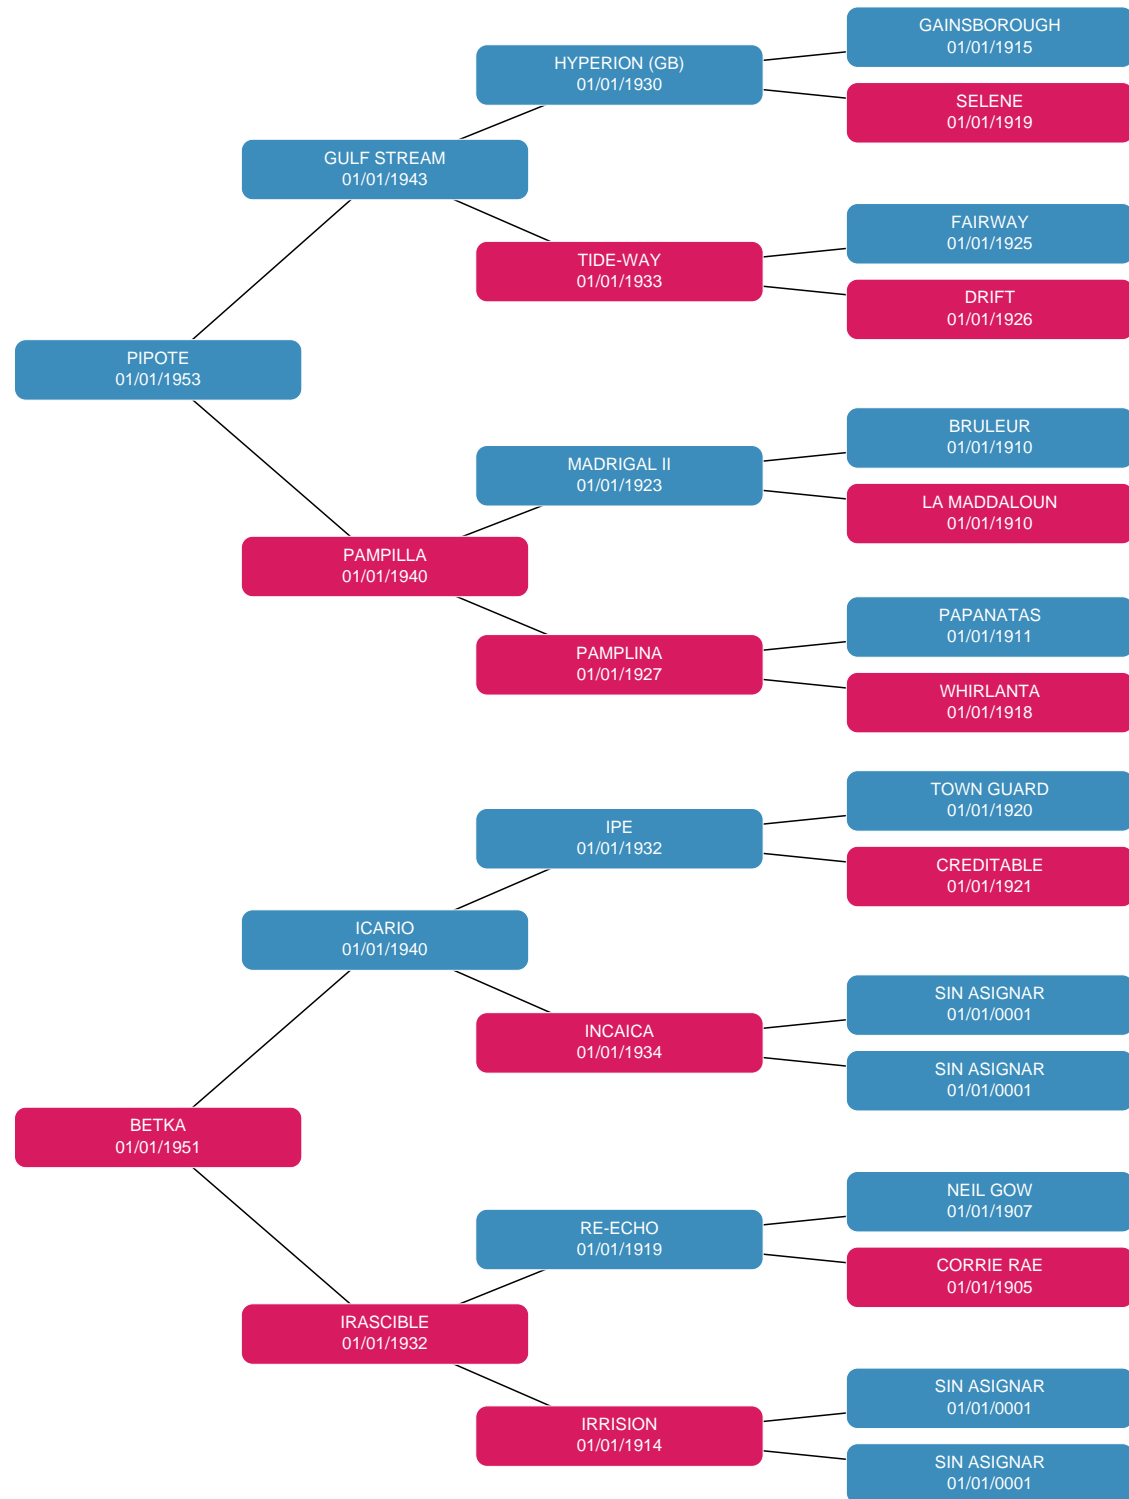 GAINSBOROUGH
01/01/1915
HYPERION (GB)
01/01/1930
SELENE
01/01/1919
GULF STREAM
01/01/1943
FAIRWAY
01/01/1925
TIDE-WAY
01/01/1933
DRIFT
01/01/1926
PIPOTE
01/01/1953
BRULEUR
01/01/1910
MADRIGAL II
01/01/1923
LA MADDALOUN
01/01/1910
PAMPILLA
01/01/1940
PAPANATAS
01/01/1911
PAMPLINA
01/01/1927
WHIRLANTA
01/01/1918
TOWN GUARD
01/01/1920
IPE
01/01/1932
CREDITABLE
01/01/1921
ICARIO
01/01/1940
SIN ASIGNAR
01/01/0001
INCAICA
01/01/1934
SIN ASIGNAR
01/01/0001
BETKA
01/01/1951
NEIL GOW
01/01/1907
RE-ECHO
01/01/1919
CORRIE RAE
01/01/1905
IRASCIBLE
01/01/1932
SIN ASIGNAR
01/01/0001
IRRISION
01/01/1914
SIN ASIGNAR
01/01/0001